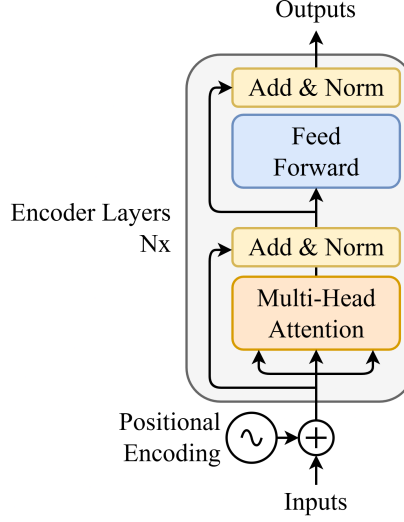 Outputs
Add & Norm
Feed
Forward
Encoder Layers
Nx
Add & Norm
Multi-Head
Attention
Positional
Encoding
Inputs